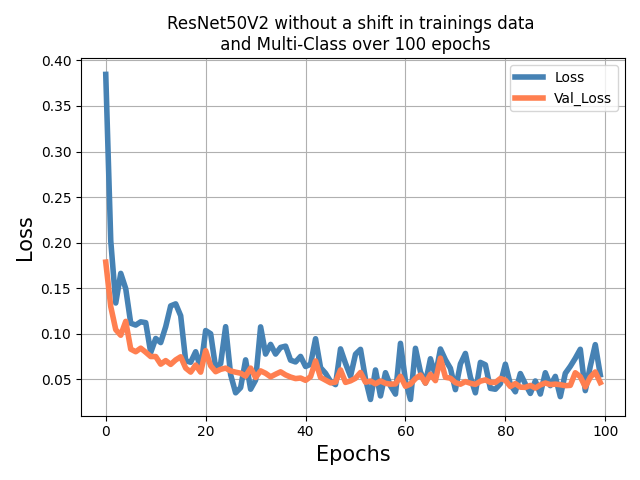 ResNet50V2 without a shift in trainings data
and Multi-Class over 100 epochs
0.40
0.35
0.30
0.25
0.20
0.15
0.10
0.05
Loss
Loss
Val_Loss
0
20
40
60
80
100
Epochs